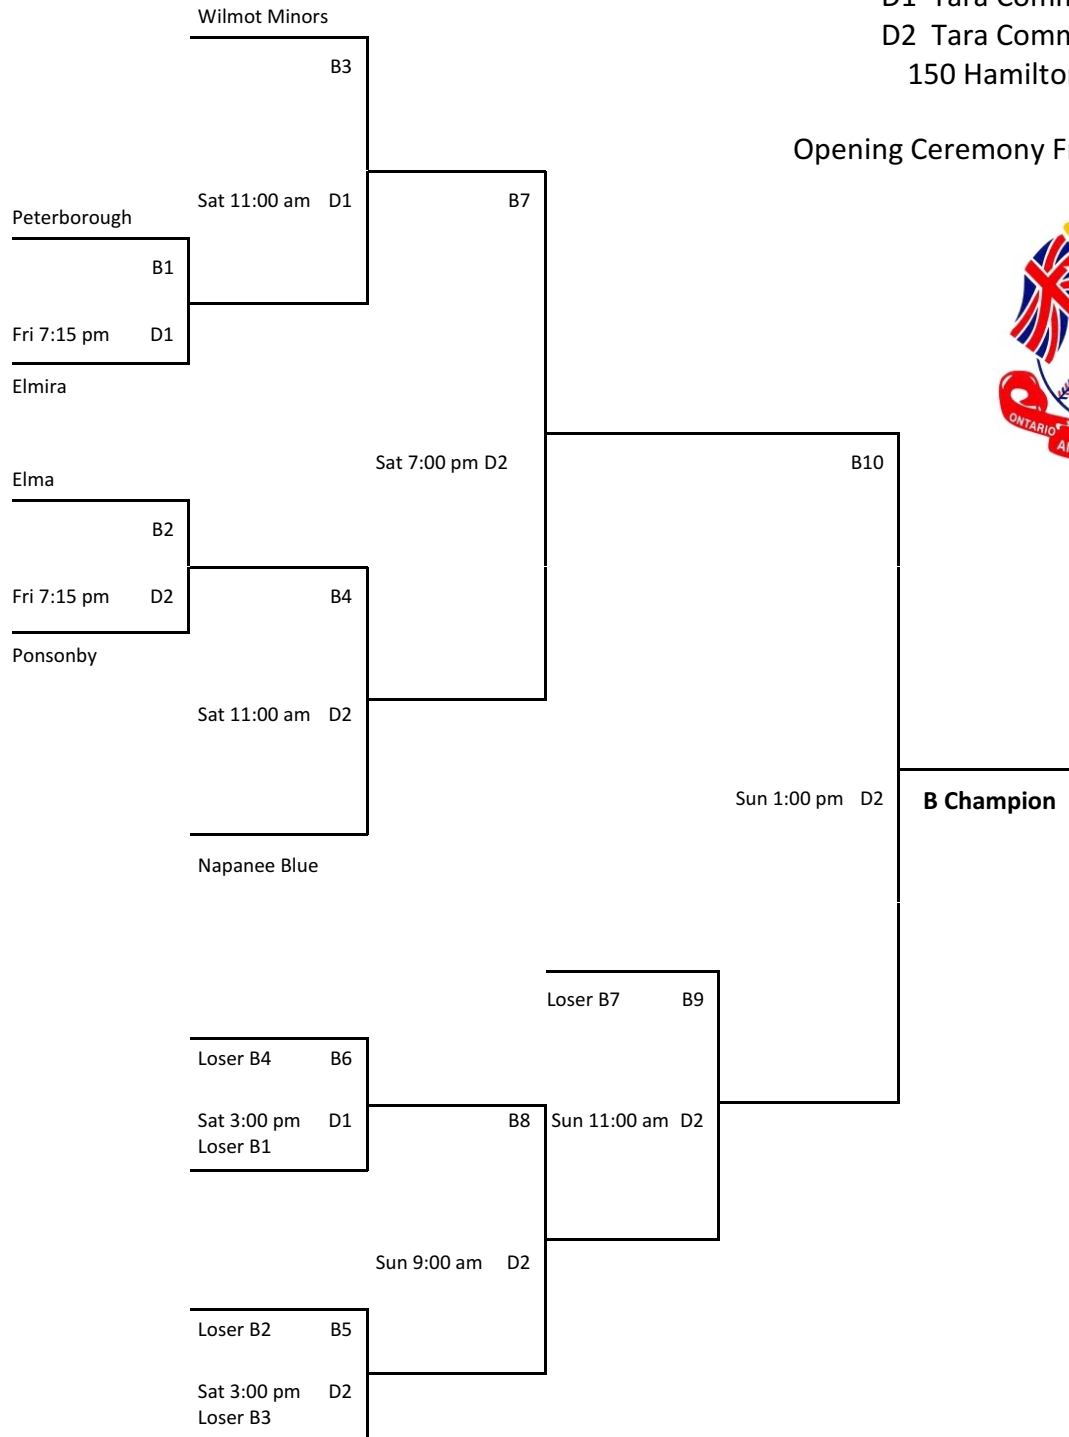 Wilmot Minors
D1 Tara
D2 Tara
B3
150
Opening Ceremony
Sat 11:00 am D1
B7
Peterborough
B1
Fri 7:15 pm D1
Elmira
ONTARIO
Sat 7:00 pm D2
B10
Elma
B2
Fri 7:15 pm D2
B4
Ponsonby
Sat 11:00 am D2
Sun 1:00 pm D2
B Champion
Napanee Blue
Loser B7 B9
Loser B4 B6
Sat 3:00 pm D1
B8
Sun 11:00 am D2
Loser B1
Sun 9:00 am D2
Loser B2 B5
Sat 3:00 pm D2
Loser B3